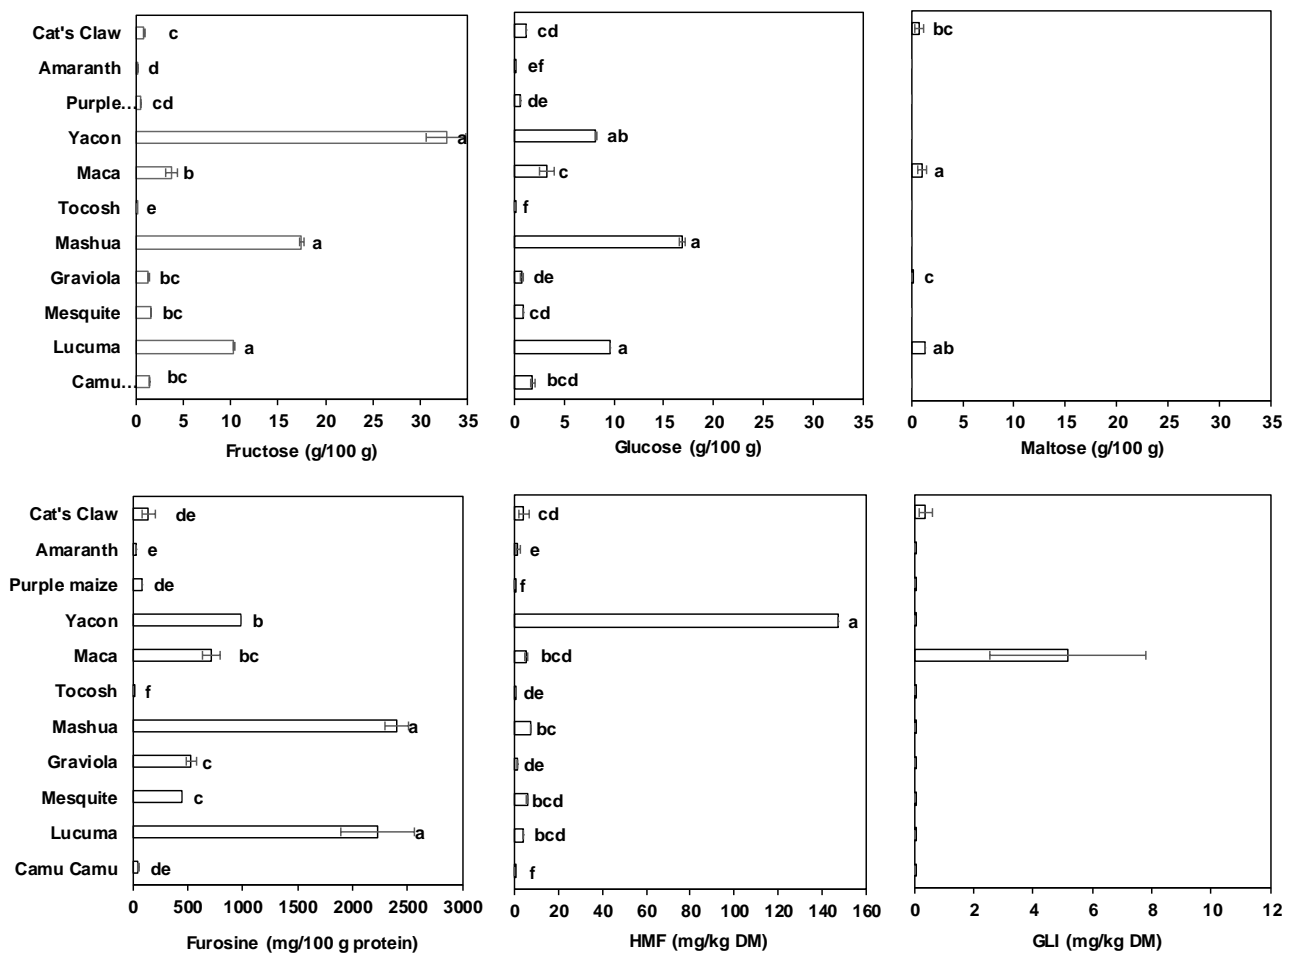 Cat's Claw c cd bc
Amaranth d ef
Purple... cd de
Yacon a ab
Maca b c a
Tocosh e f
Mashua a a
Graviola bc de c
Mesquite bc cd
Lucuma a a ab
Camu... bc bcd
0 5 10 15 20 25 30 35 0 5 10 15 20 25 30 35 0 5 10 15 20 25 30 35
Fructose (g/100 g) Glucose (g/100 g) Maltose (g/100 g)
Cat's Claw de cd
Amaranth e e
Purple maize de f
Yacon b a
Maca bc bcd
Tocosh f de
Mashua a bc
Graviola c de
Mesquite c bcd
Lucuma a bcd
Camu Camu de f
0 500 1000 1500 2000 2500 3000 0 20 40 60 80 100 120 140 160 0 2 4 6 8 10 12
Furosine (mg/100 g protein) HMF (mg/kg DM) GLI (mg/kg DM)